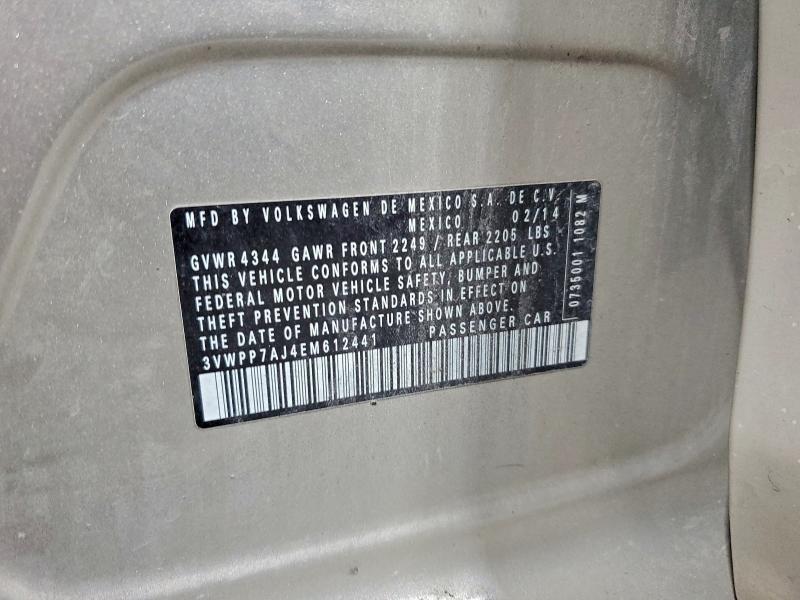 MFD BY VOLKSWAGEN DE MEXICO S.A. DE C.V.
MEXICO 02/14
GVWR 4344 GAWR FRONT 2249 / REAR 2205 LBS
THIS VEHICLE CONFORMS TO ALL APPLICABLE U.S.
FEDERAL MOTOR VEHICLE SAFETY, BUMPER AND
THEFT PREVENTION STANDARDS IN EFFECT ON
THE DATE OF MANUFACTURE SHOWN ABOVE.
3VWPP7AJ4EM612441 PASSENGER CAR
0735001 1082 M